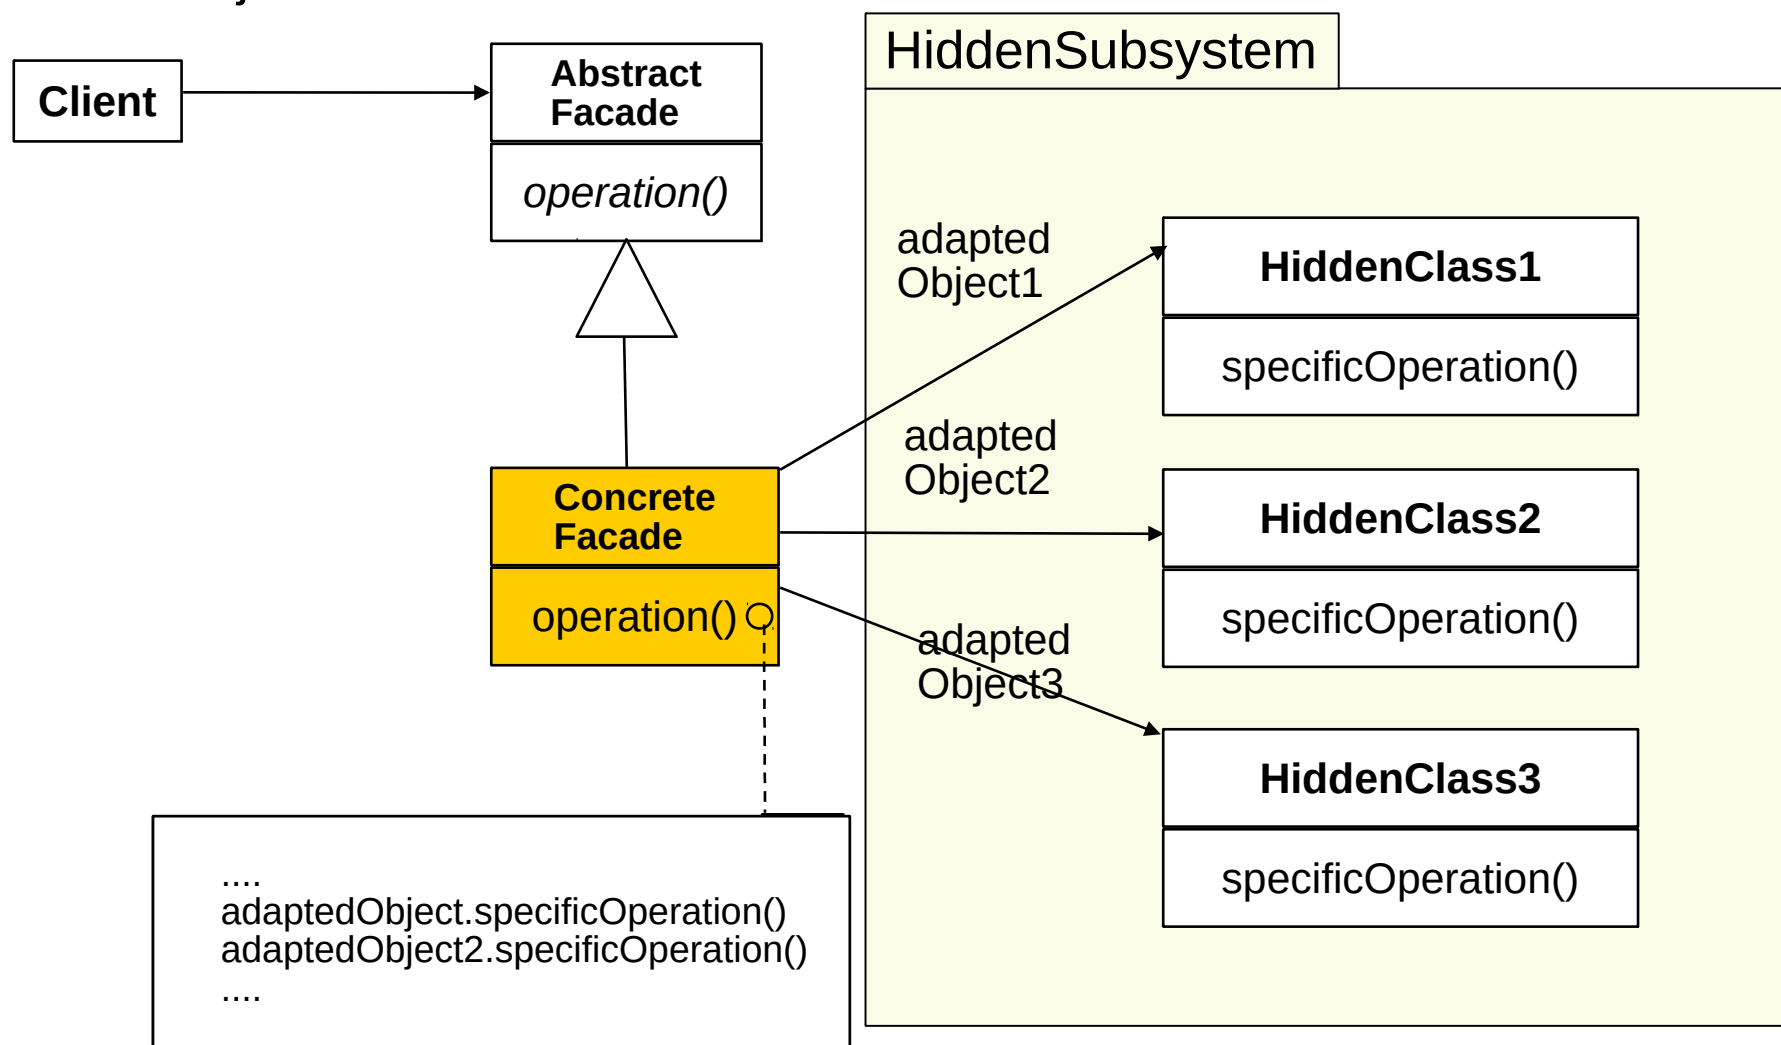 Client
Abstract
Facade
operation()
HiddenSubsystem
adapted
Object1
HiddenClass1
specificOperation()
adapted
Object2
HiddenClass2
specificOperation()
Concrete
Facade
operation()
adapted
Object3
HiddenClass3
specificOperation()
....
adaptedObject.specificOperation()
adaptedObject2.specificOperation()
....